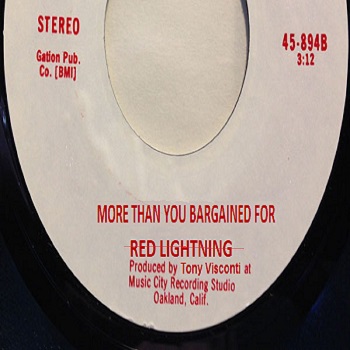 STEREO
Gation Pub.
Co. [BMI]
45-894B
3:12
MORE THAN YOU BARGAINED FOR
RED LIGHTNING
Produced by Tony Visconti at
Music City Recording Studio
Oakland, Calif.